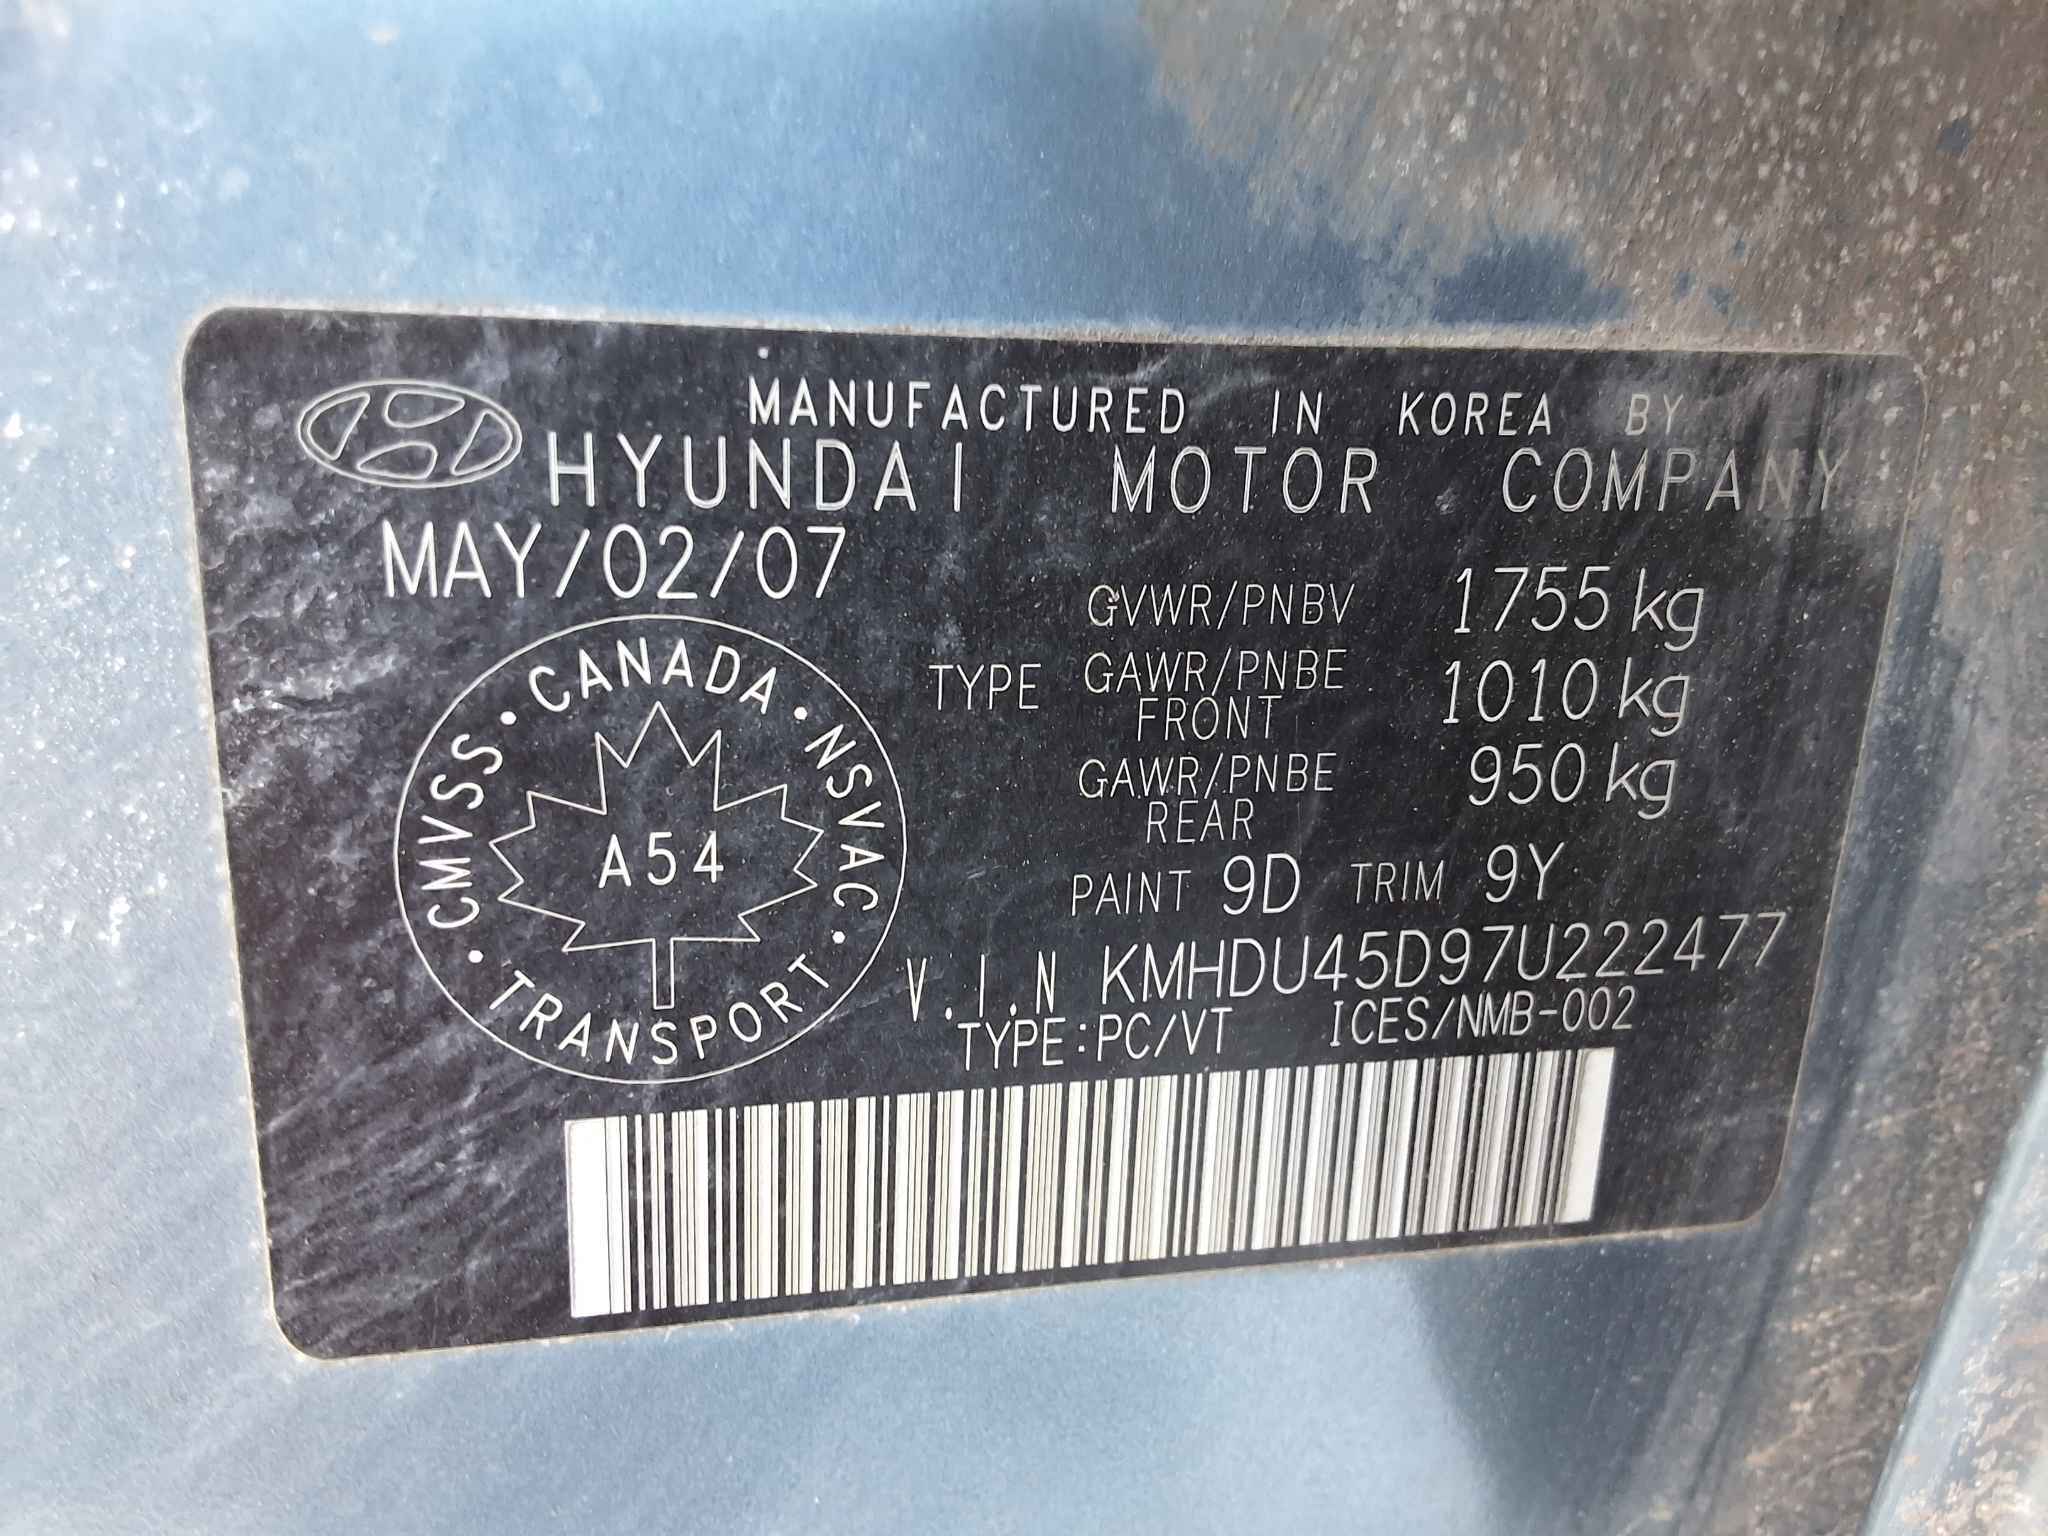 MANUFACTURED IN KOREA BY
HYUNDAI MOTOR COMPANY
MAY/02/07
GVWR/PNBV 1755 kg
TYPE GAWR/PNBE FRONT 1010 kg
GAWR/PNBE REAR 950 kg
PAINT 9D TRIM 9Y
V.I.N KMHDU45D97U222477
TYPE:PC/VT ICES/NMB-002
CMVSS · CANADA · NSVAC ·
TRANSPORT ·
A54